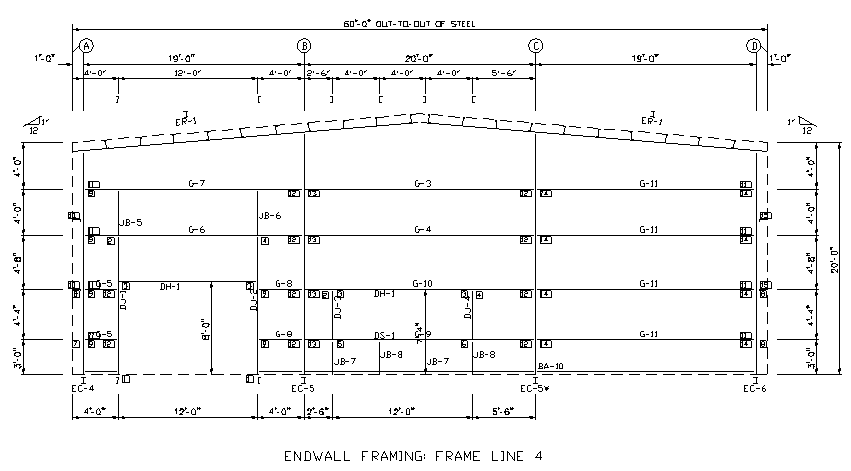 60'-0" OUT-TO-OUT OF STEEL
A B C D
1'-0" 19'-0" 20'-0" 19'-0" 1'-0"
4'-0" 12'-0" 4'-0" 2'-6" 4'-0" 4'-0" 4'-0" 5'-6"
1" ER-1 ER-1 1"
12 12
4'-0" 4'-0"
G-7 G-3 G-11
4'-0" JB-5 JB-6 4'-0"
G-6 G-4 G-11
4'-8" 4'-8" 20'-0"
G-5 DH-1 G-8 G-10 G-11
DJ-1 DJ-2 DJ-3 DH-1 DJ-4
4'-4" 8'-0" 4'-4"
G-5 G-8 DS-1 G-11
3'-0" JB-7 JB-8 JB-7 JB-8 BA-10 3'-0"
EC-4 EC-5 EC-5* EC-6
4'-0" 12'-0" 4'-0" 2'-6" 12'-0" 5'-6"
ENDWALL FRAMING: FRAME LINE 4